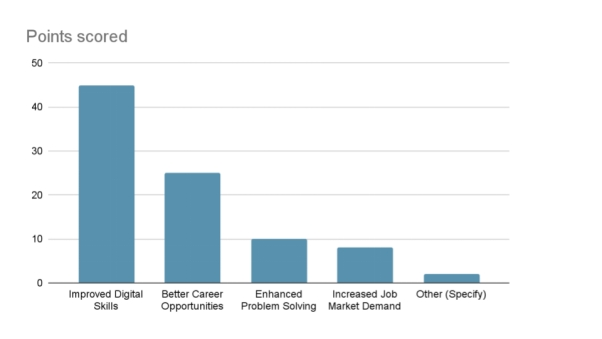 Points scored
50
40
30
20
10
0
Improved Digital
Skills
Better Career
Opportunities
Enhanced
Problem Solving
Increased Job
Market Demand
Other (Specify)